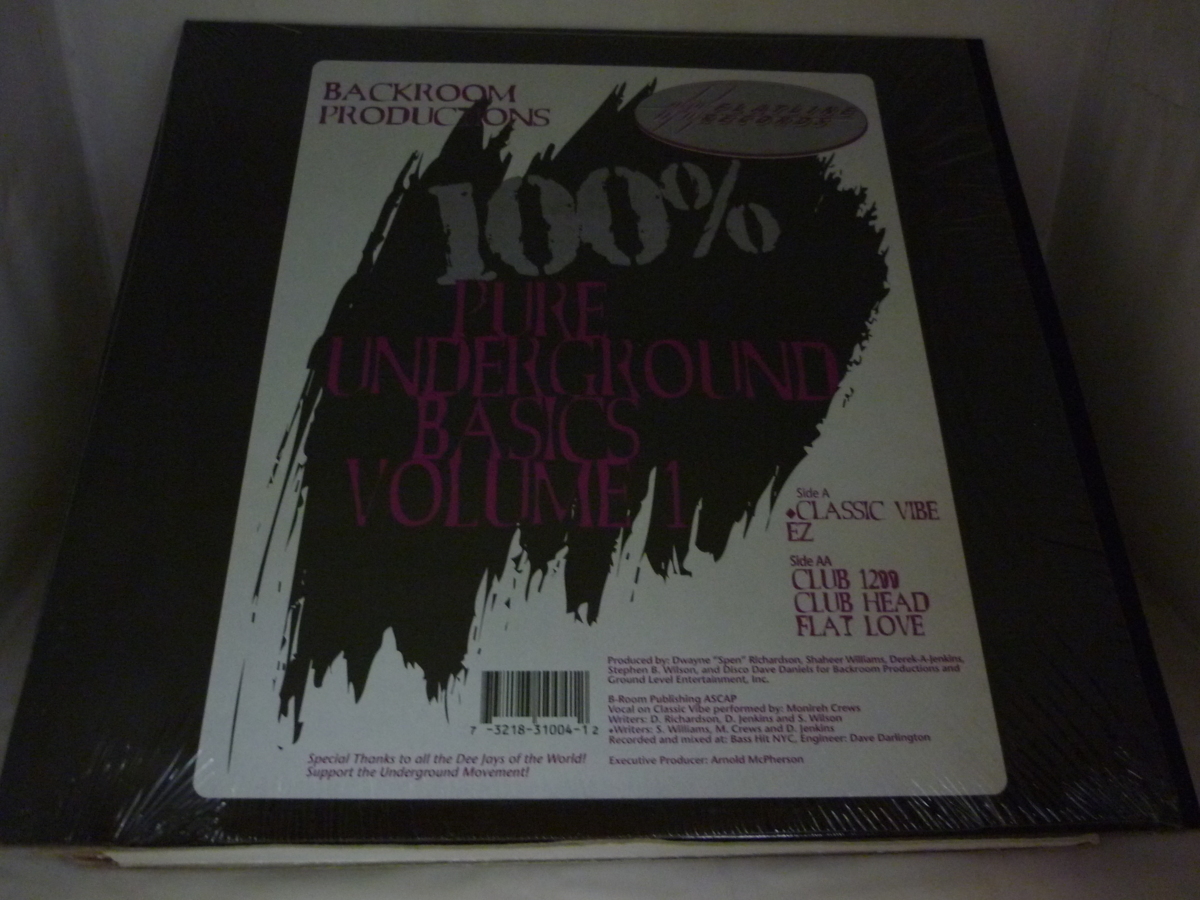 BACKROOM
PRODUCTIONS
FLATLINE
RECORDS
100%
PURE
UNDERGROUND
BASICS
VOLUME 1
Side A
◆CLASSIC VIBE
EZ
Side AA
CLUB 1299
CLUB HEAD
FLAT LOVE
Produced by: Dwayne "Spen" Richardson, Shaheer Williams, Derek-A-Jenkins,
Stephen B. Wilson, and Disco Dave Daniels for Backroom Productions and
Ground Level Entertainment, Inc.
B-Room Publishing ASCAP
Vocal on Classic Vibe performed by: Monireh Crews
Writers: D. Richardson, D. Jenkins and S. Wilson
◆Writers: S. Williams, M. Crews and D. Jenkins
Recorded and mixed at: Bass Hit NYC, Engineer: Dave Darlington
Executive Producer: Arnold McPherson
7 -3218-31004-1 2
Special Thanks to all the Dee Jays of the World!
Support the Underground Movement!